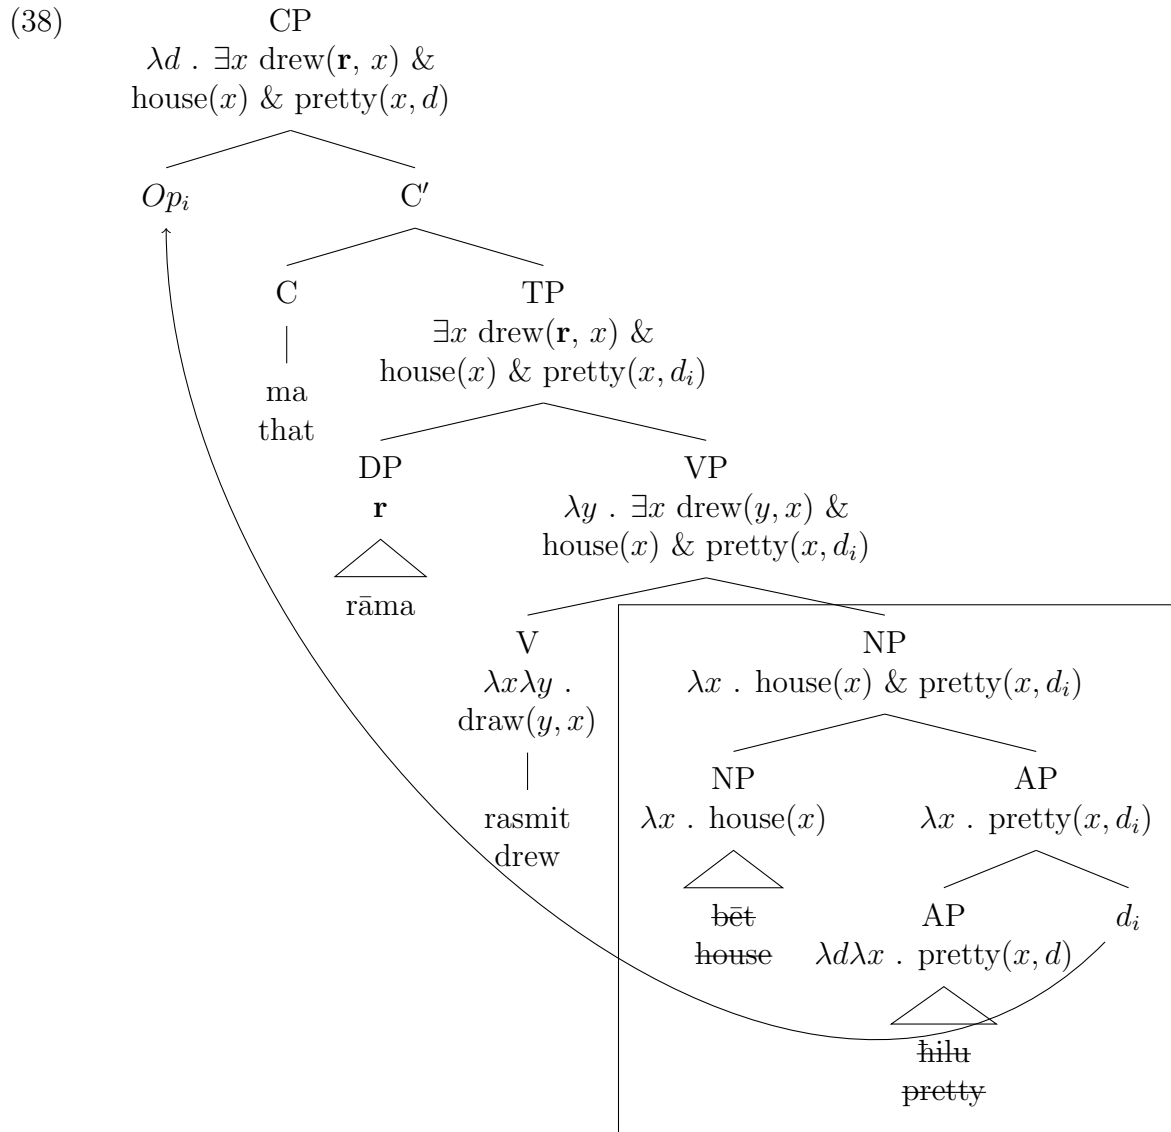 (38)
CP
λd . ∃x drew(r, x) &
house(x) & pretty(x, d)
Opᵢ C′
C TP
∃x drew(r, x) &
house(x) & pretty(x, dᵢ)
ma
that
DP VP
r
λy . ∃x drew(y, x) &
house(x) & pretty(x, dᵢ)
rāma
V NP
λxλy . λx . house(x) & pretty(x, dᵢ)
draw(y, x)
NP AP
rasmit λx . house(x) λx . pretty(x, dᵢ)
drew
bēt AP dᵢ
house λdλx . pretty(x, d)
ħilu
pretty